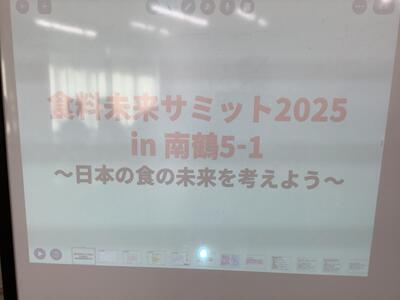 食料未来サミット2025
in 南鶴5-1
〜日本の食の未来を考えよう〜